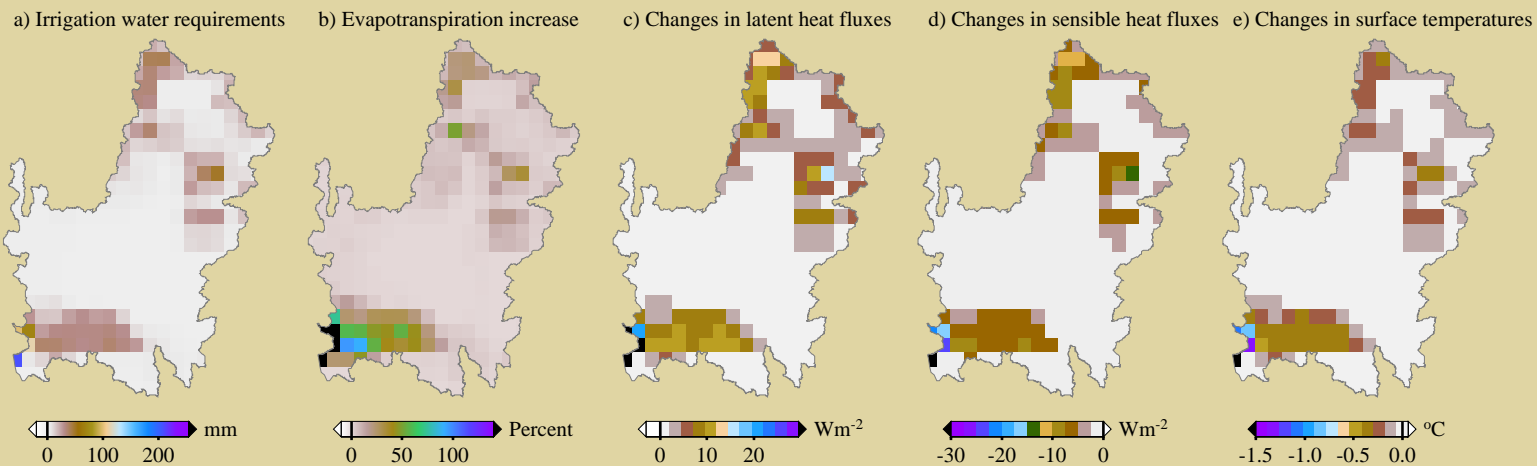 a) Irrigation water requirements
b) Evapotranspiration increase
c) Changes in latent heat fluxes
d) Changes in sensible heat fluxes
e) Changes in surface temperatures
mm
0 100 200
Percent
0 50 100
Wm⁻²
0 10 20
Wm⁻²
-30 -20 -10 0
ºC
-1.5 -1.0 -0.5 0.0